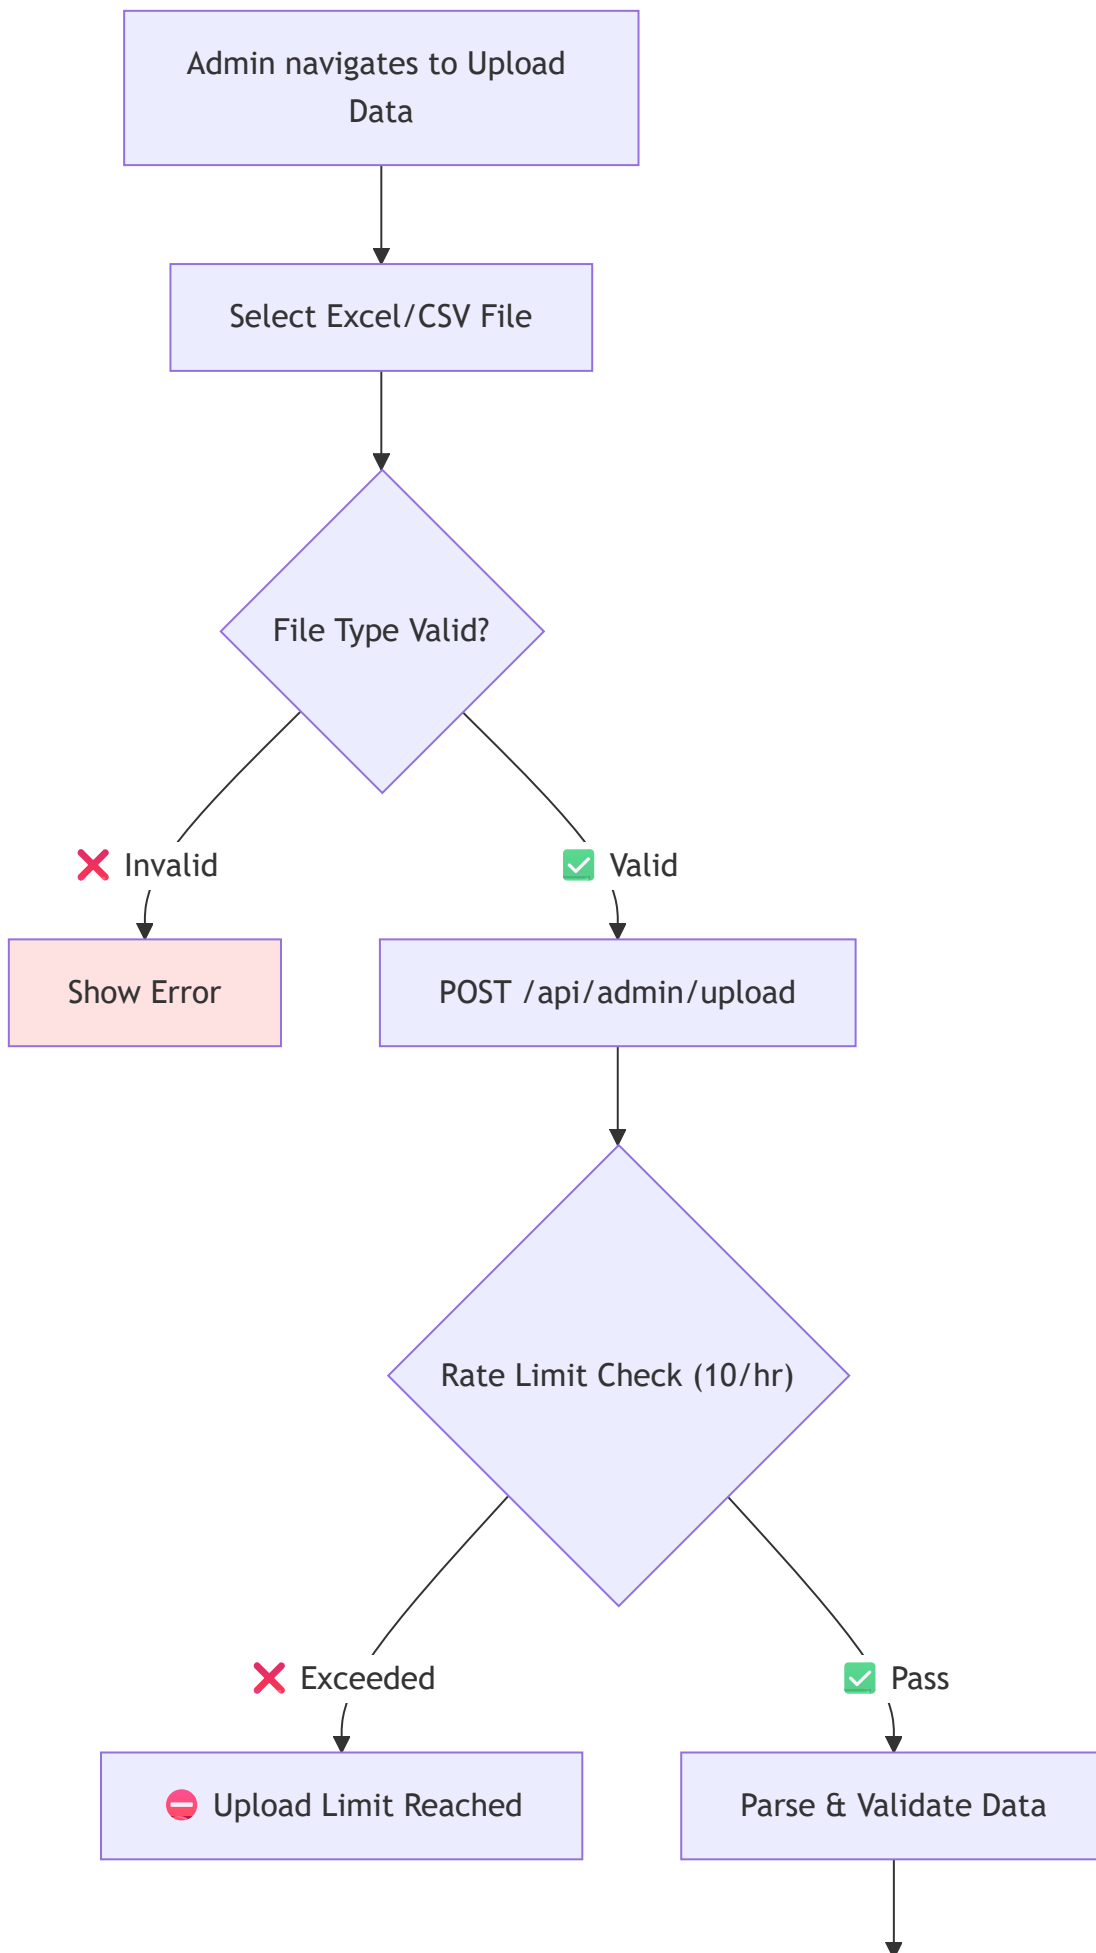 Admin navigates to Upload
Data
Select Excel/CSV File
File Type Valid?
❌ Invalid
✅ Valid
Show Error
POST /api/admin/upload
Rate Limit Check (10/hr)
❌ Exceeded
✅ Pass
⛔ Upload Limit Reached
Parse & Validate Data